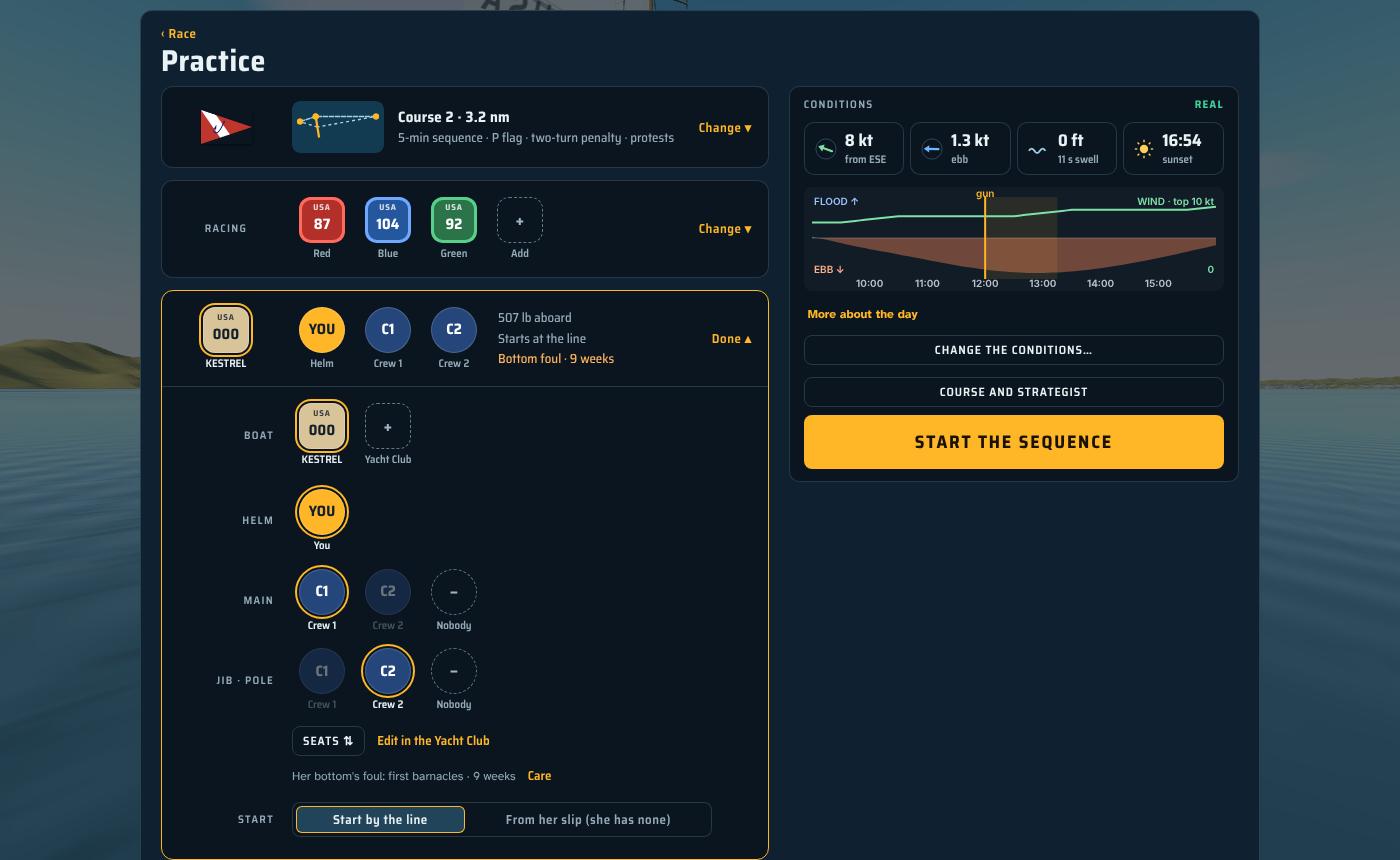 ‹ Race
Practice
Course 2 · 3.2 nm
5-min sequence · P flag · two-turn penalty · protests
Change ▾
RACING
USA
87
Red
USA
104
Blue
USA
92
Green
+
Add
Change ▾
USA
000
KESTREL
YOU
Helm
C1
Crew 1
C2
Crew 2
507 lb aboard
Starts at the line
Bottom foul · 9 weeks
Done ▴
BOAT
USA
000
KESTREL
+
Yacht Club
HELM
YOU
You
MAIN
C1
Crew 1
C2
Crew 2
–
Nobody
JIB · POLE
C1
Crew 1
C2
Crew 2
–
Nobody
SEATS ⇅
Edit in the Yacht Club
Her bottom's foul: first barnacles · 9 weeks
Care
START
Start by the line
From her slip (she has none)
CONDITIONS
REAL
8 kt
from ESE
1.3 kt
ebb
0 ft
11 s swell
16:54
sunset
gun
FLOOD ↑
WIND · top 10 kt
EBB ↓
0
10:00
11:00
12:00
13:00
14:00
15:00
More about the day
CHANGE THE CONDITIONS…
COURSE AND STRATEGIST
START THE SEQUENCE